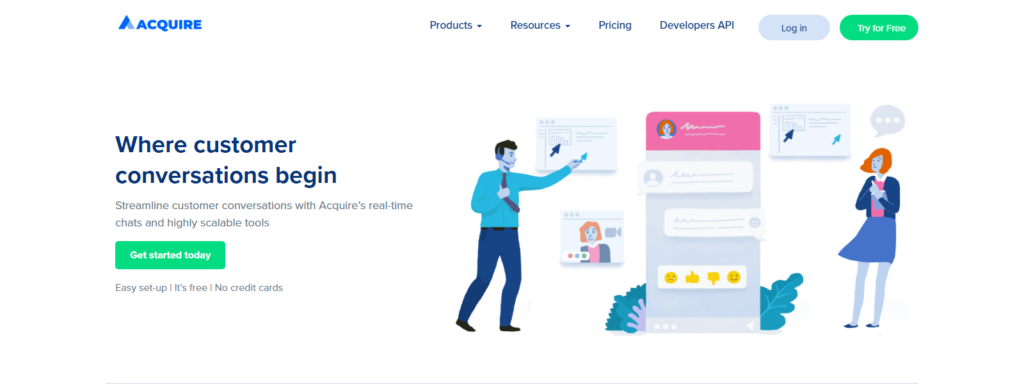 ACQUIRE
Products
Resources
Pricing
Developers API
Log in
Try for Free
Where customer
conversations begin
Streamline customer conversations with Acquire's real-time
chats and highly scalable tools
Get started today
Easy set-up | It's free | No credit cards